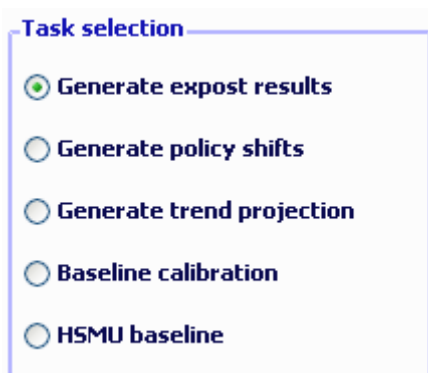 Task selection
Generate expost results
Generate policy shifts
Generate trend projection
Baseline calibration
HSMU baseline